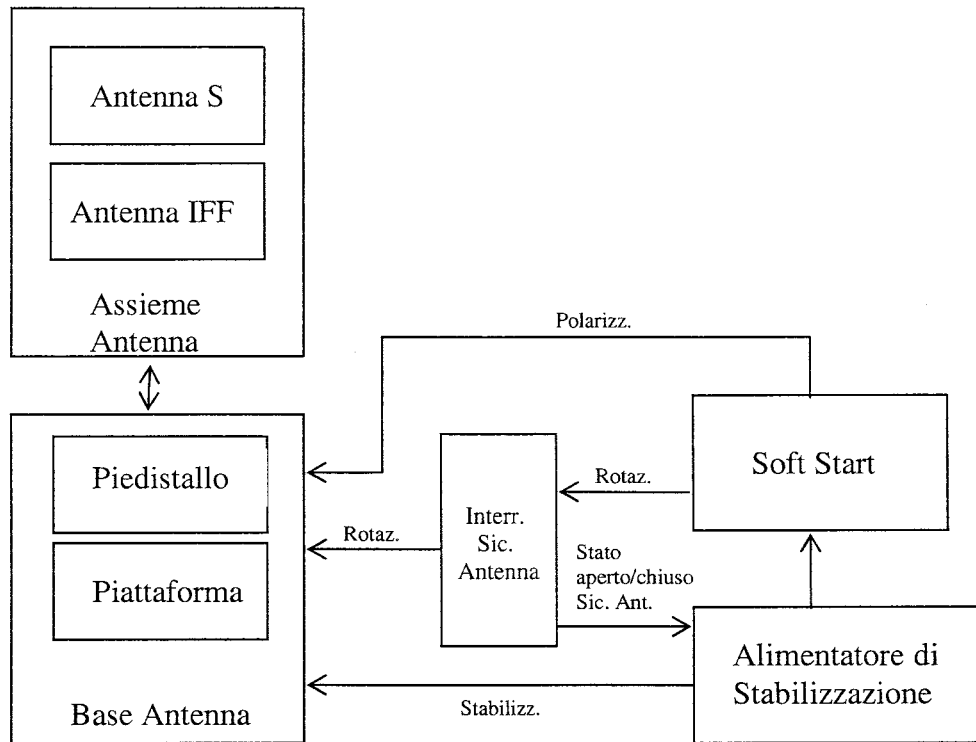 Antenna S
Antenna IFF
Assieme
Antenna
Polarizz.
Piedistallo
Piattaforma
Base Antenna
Rotaz.
Interr.
Sic.
Antenna
Rotaz.
Stato
aperto/chiuso
Sic. Ant.
Stabilizz.
Soft Start
Alimentatore di
Stabilizzazione